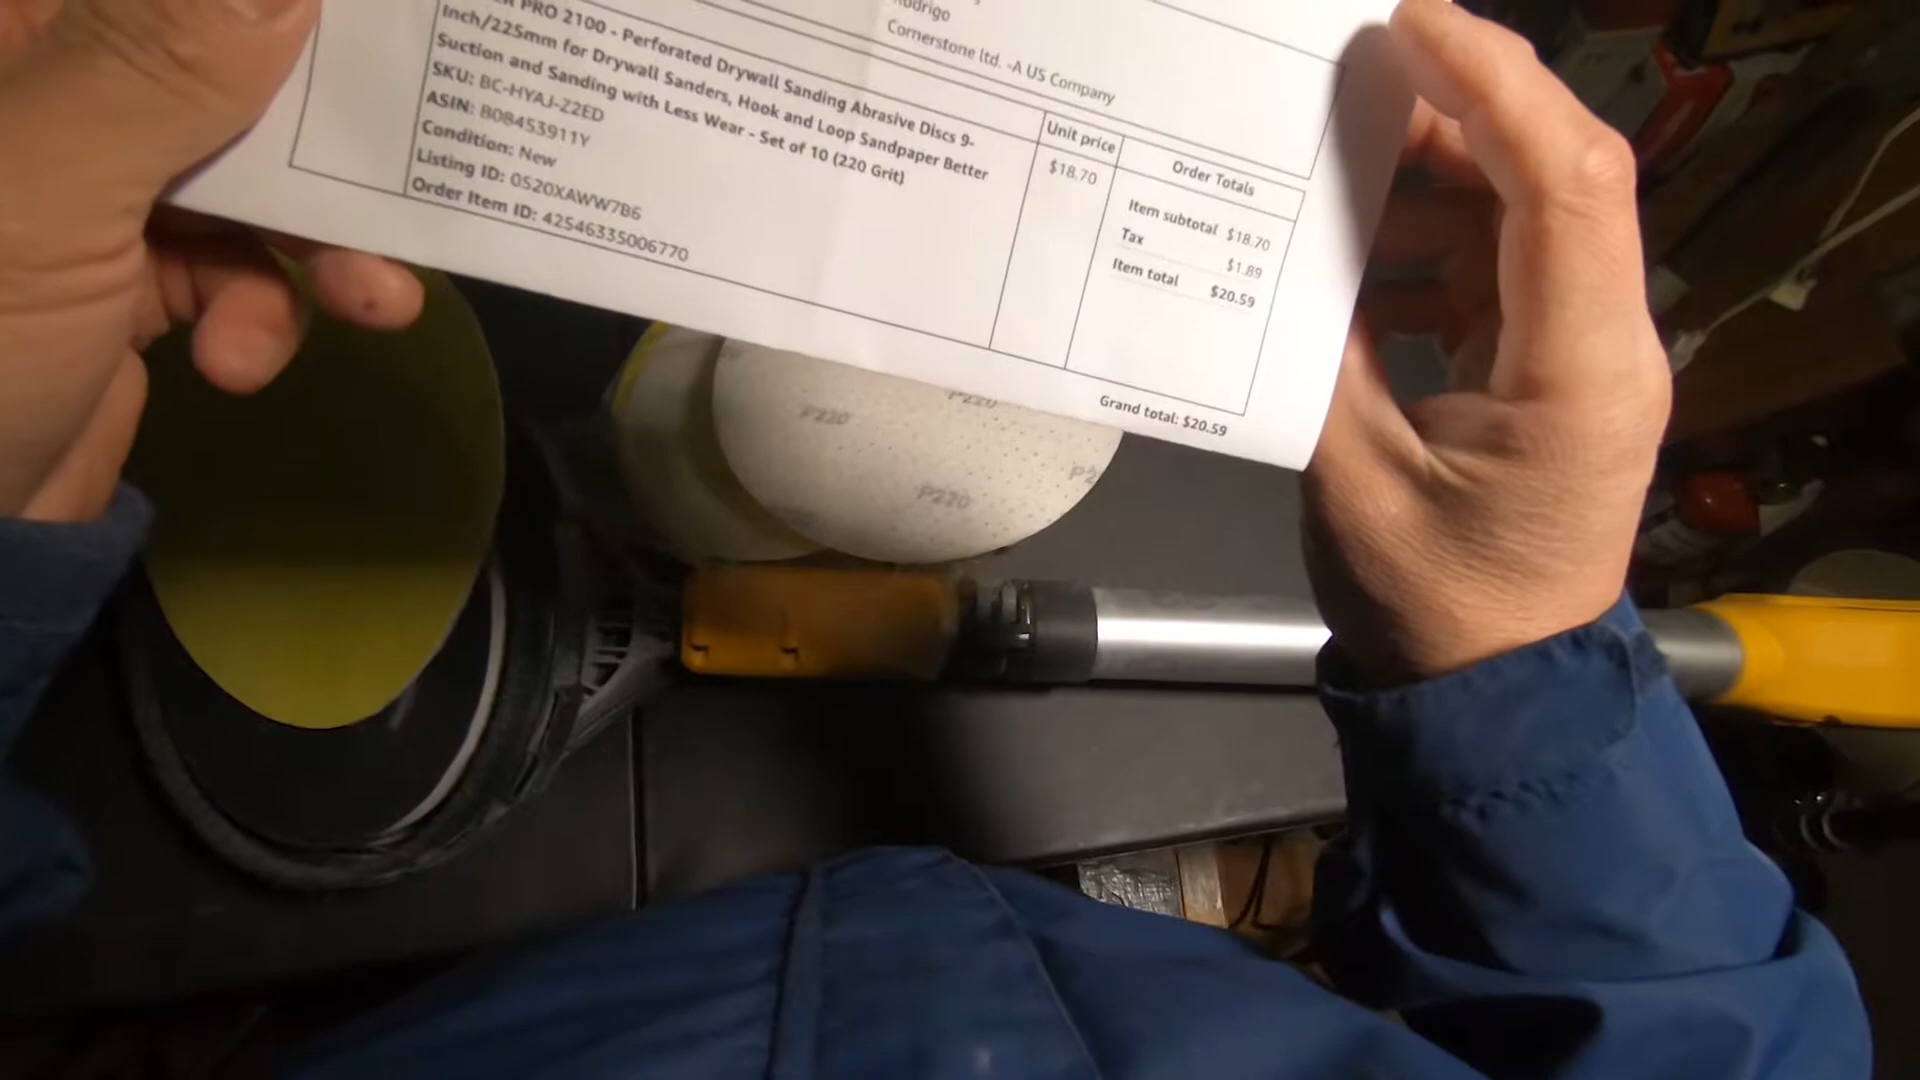 Rodrigo
Cornerstone ltd. -A US Company
PRO 2100 - Perforated Drywall Sanding Abrasive Discs 9-
Inch/225mm for Drywall Sanders, Hook and Loop Sandpaper Better
Suction and Sanding with Less Wear - Set of 10 (220 Grit)
SKU: BC-HYAJ-Z2ED
ASIN: B08453911Y
Condition: New
Listing ID: 0520XAWW7B6
Order Item ID: 42546335006770
Unit price
$18.70
Order Totals
Item subtotal $18.70
Tax $1.89
Item total $20.59
Grand total: $20.59
P220
P220
P220